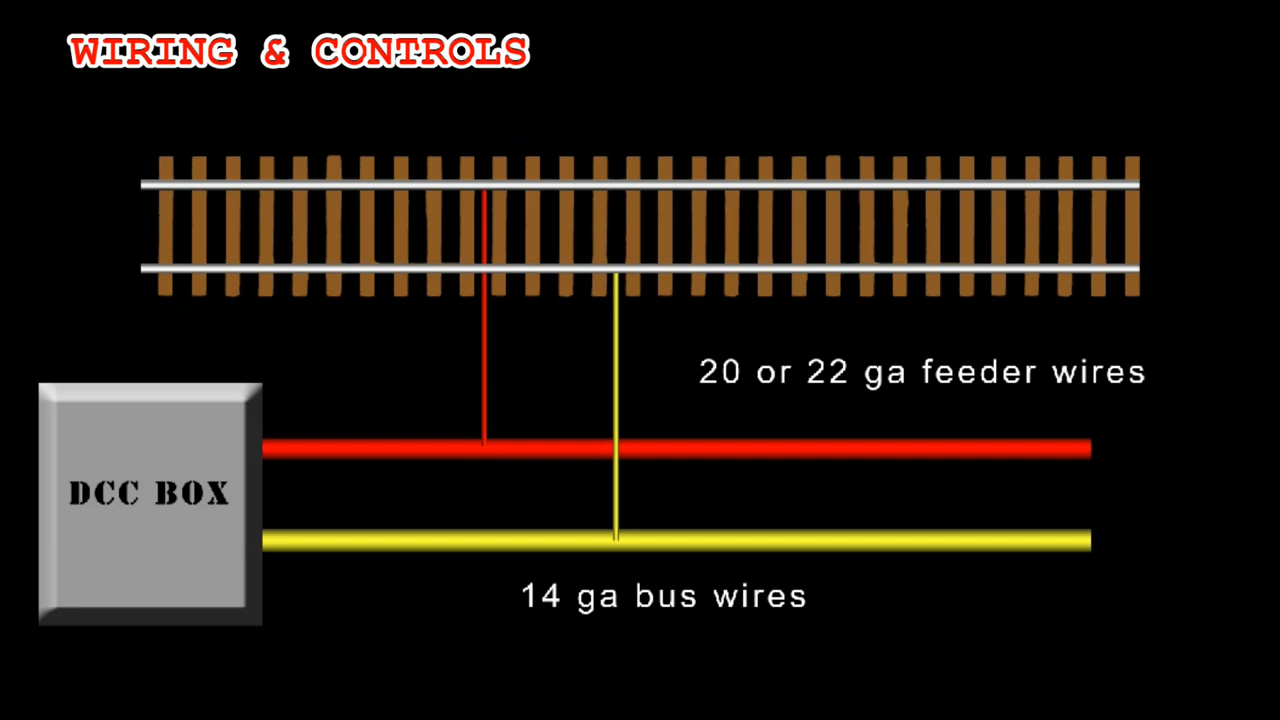 WIRING & CONTROLS
20 or 22 ga feeder wires
DCC BOX
14 ga bus wires